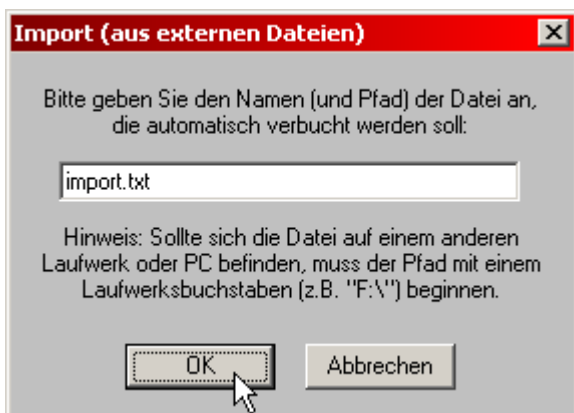 Import (aus externen Dateien)
Bitte geben Sie den Namen (und Pfad) der Datei an,
die automatisch verbucht werden soll:
import.txt
Hinweis: Sollte sich die Datei auf einem anderen
Laufwerk oder PC befinden, muss der Pfad mit einem
Laufwerksbuchstaben (z.B. "F:\") beginnen.
OK Abbrechen